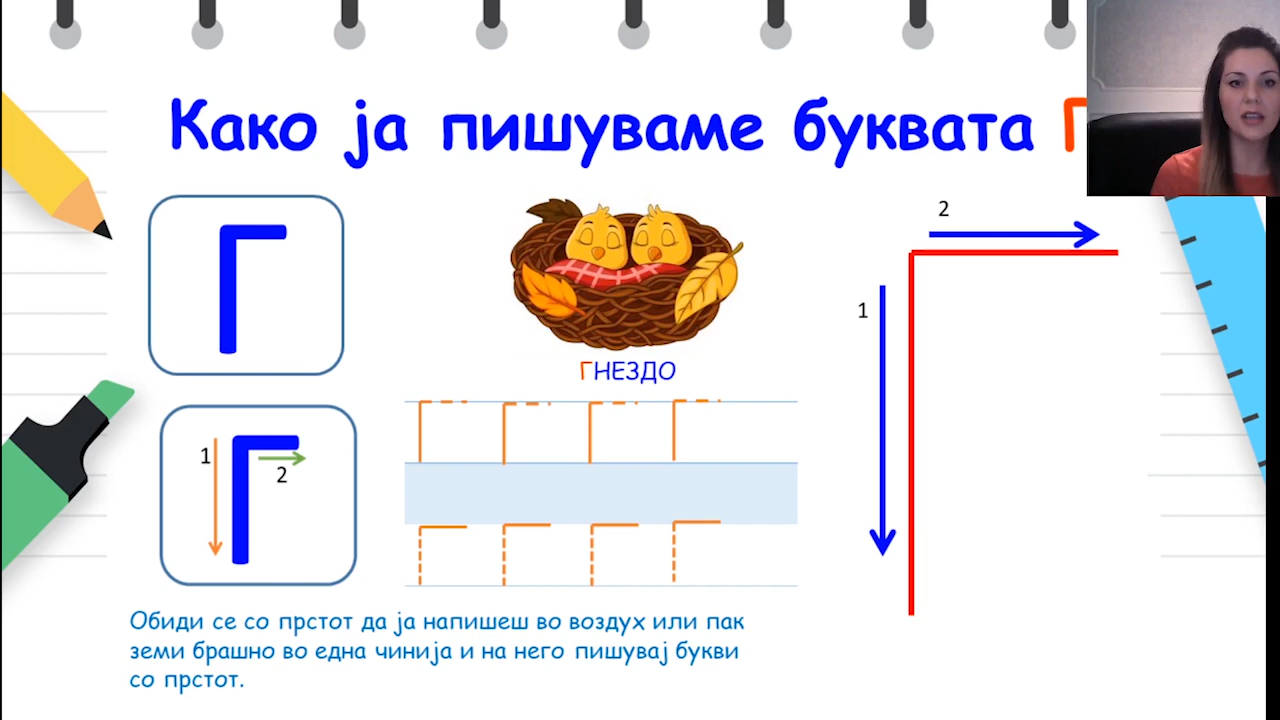 Како ја пишуваме буквата Г
Г
2
1
ГНЕЗДО
1
Г
2
Обиди се со прстот да ја напишеш во воздух или пак
земи брашно во една чинија и на него пишувај букви
со прстот.